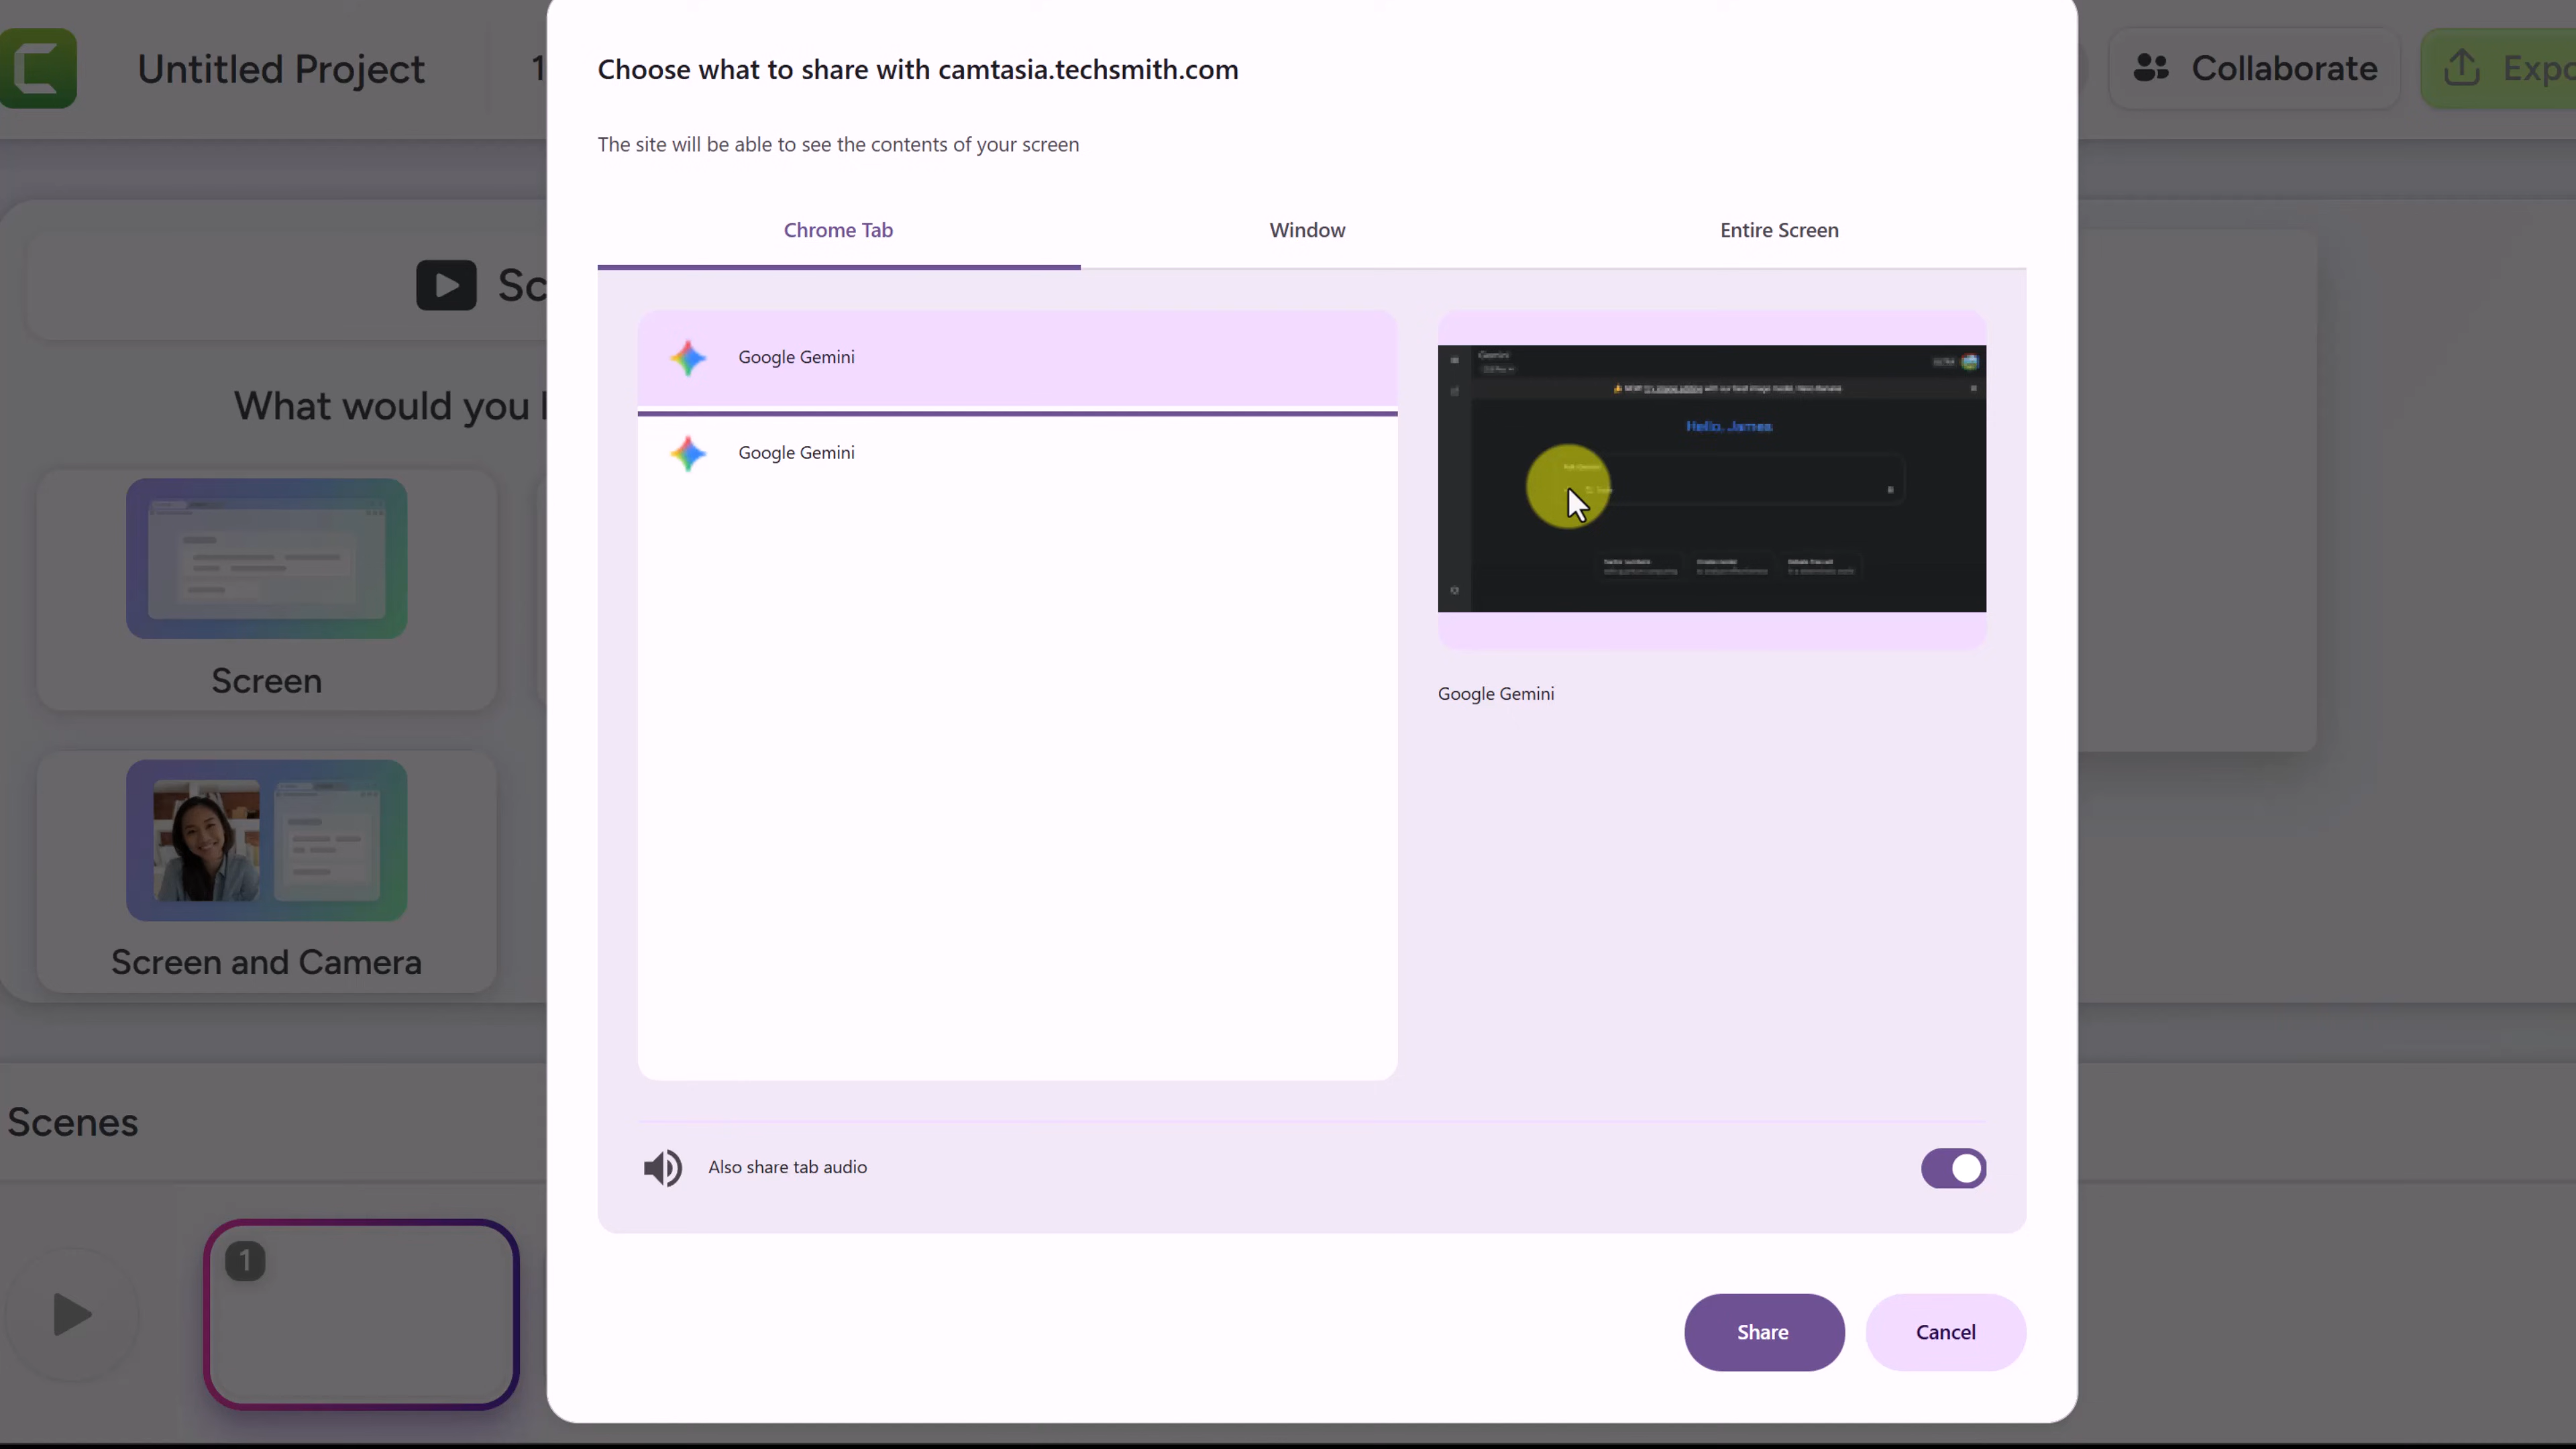 Untitled Project
1
Choose what to share with camtasia.techsmith.com
Collaborate
Expo
The site will be able to see the contents of your screen
Chrome Tab
Window
Entire Screen
Sc
Google Gemini
Gemini
Hello, James
What would you l
Google Gemini
Screen
Google Gemini
Screen and Camera
Scenes
Also share tab audio
1
Share
Cancel